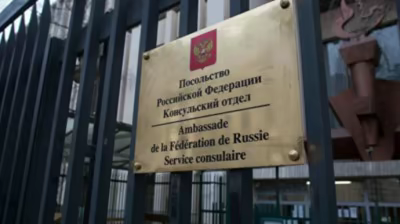 Посольство
Российской Федерации
Консульский отдел
Ambassade
de la Fédération de Russie
Service consulaire